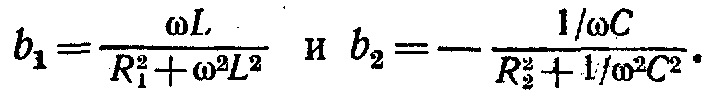 b₁ = ωL / (R₁² + ω²L²) и b₂ = − (1/ωC) / (R₂² + 1/ω²C²).